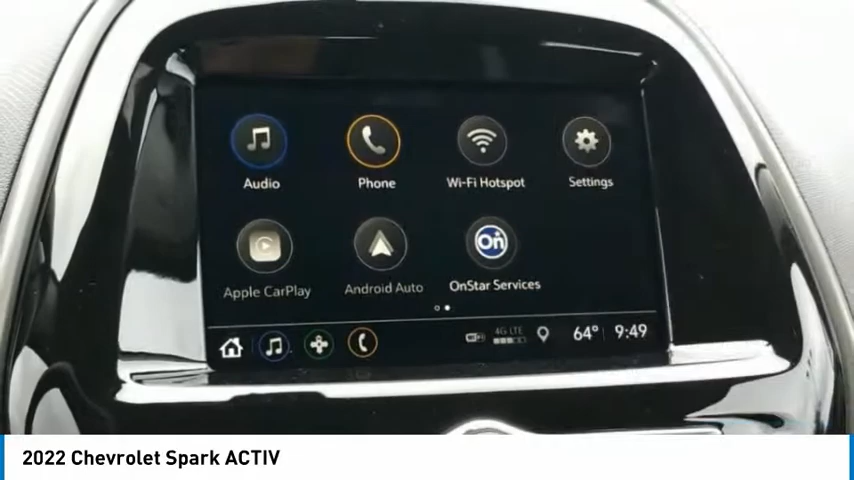 Audio Phone Wi-Fi Hotspot Settings
On
Apple CarPlay Android Auto OnStar Services
4G LTE 64° 9:49
2022 Chevrolet Spark ACTIV